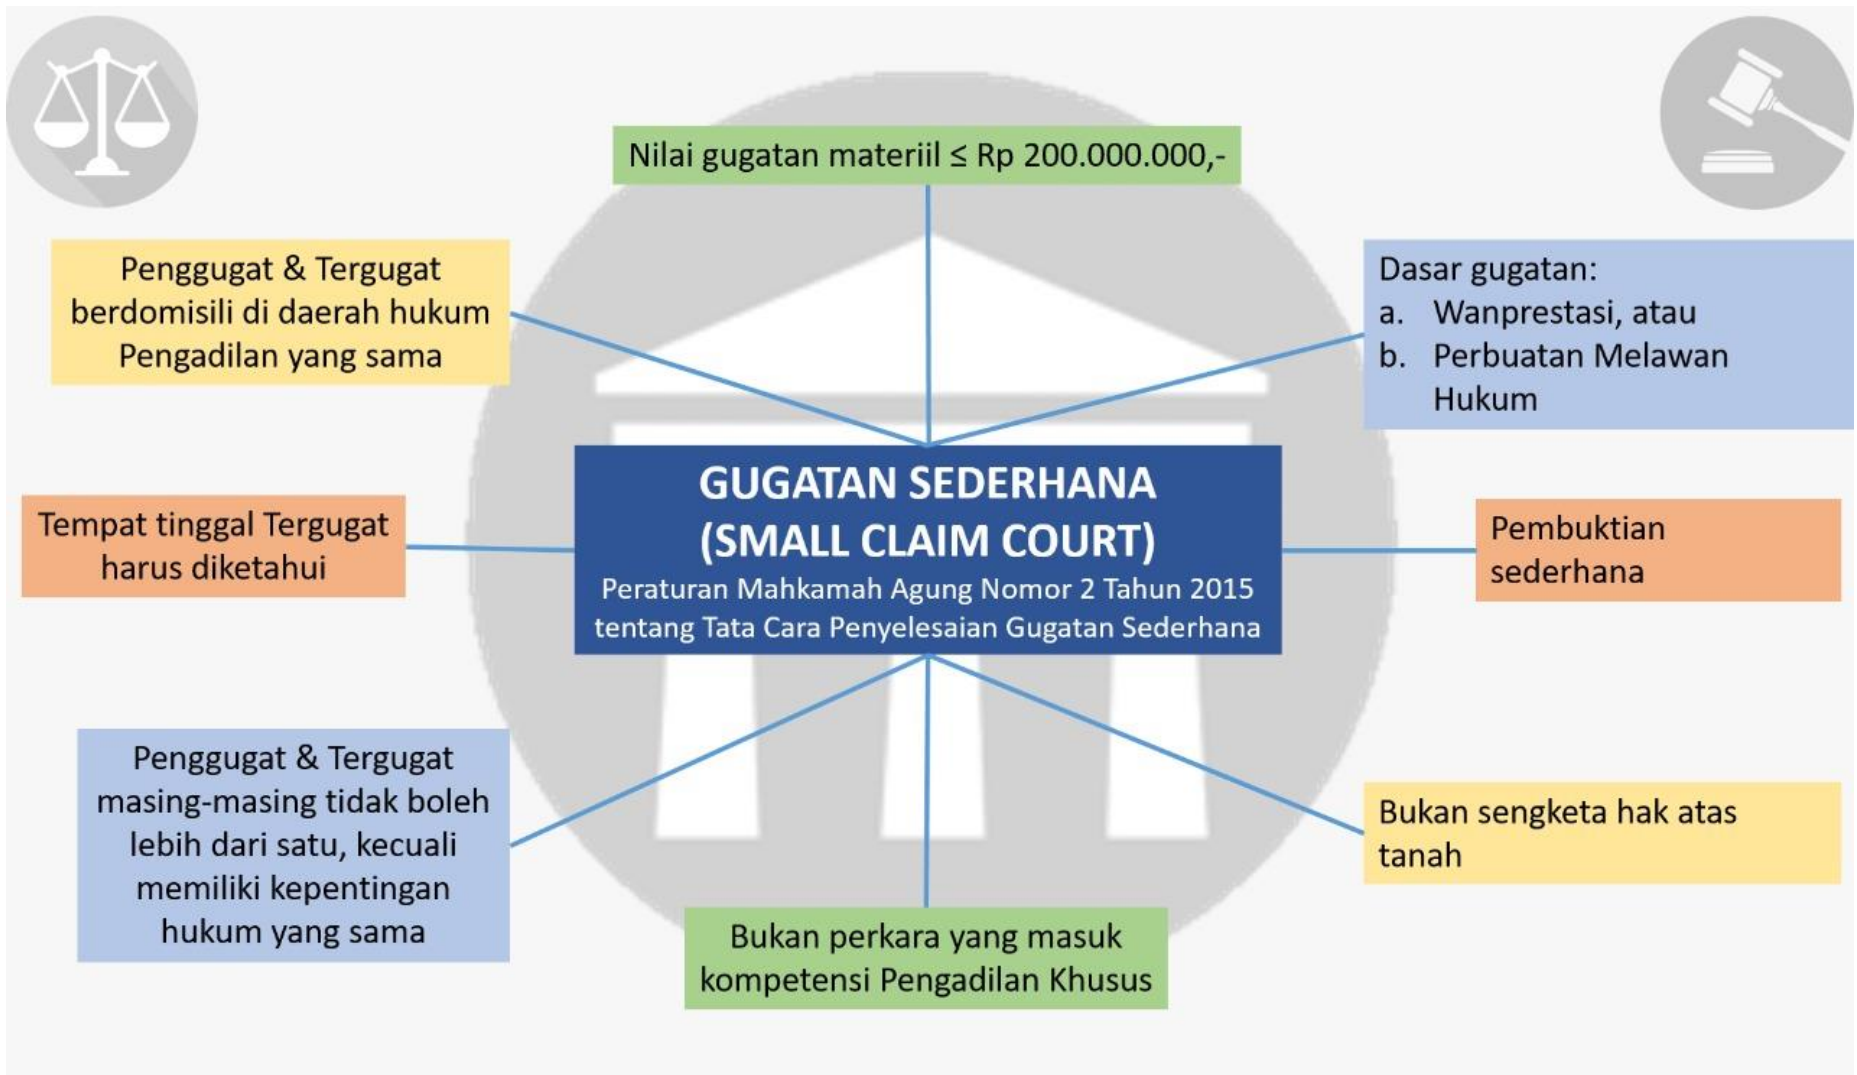 Nilai gugatan materiil ≤ Rp 200.000.000,-
Penggugat & Tergugat
berdomisili di daerah hukum
Pengadilan yang sama
Dasar gugatan:
a. Wanprestasi, atau
b. Perbuatan Melawan
Hukum
GUGATAN SEDERHANA
(SMALL CLAIM COURT)
Peraturan Mahkamah Agung Nomor 2 Tahun 2015
tentang Tata Cara Penyelesaian Gugatan Sederhana
Tempat tinggal Tergugat
harus diketahui
Pembuktian
sederhana
Penggugat & Tergugat
masing-masing tidak boleh
lebih dari satu, kecuali
memiliki kepentingan
hukum yang sama
Bukan sengketa hak atas
tanah
Bukan perkara yang masuk
kompetensi Pengadilan Khusus